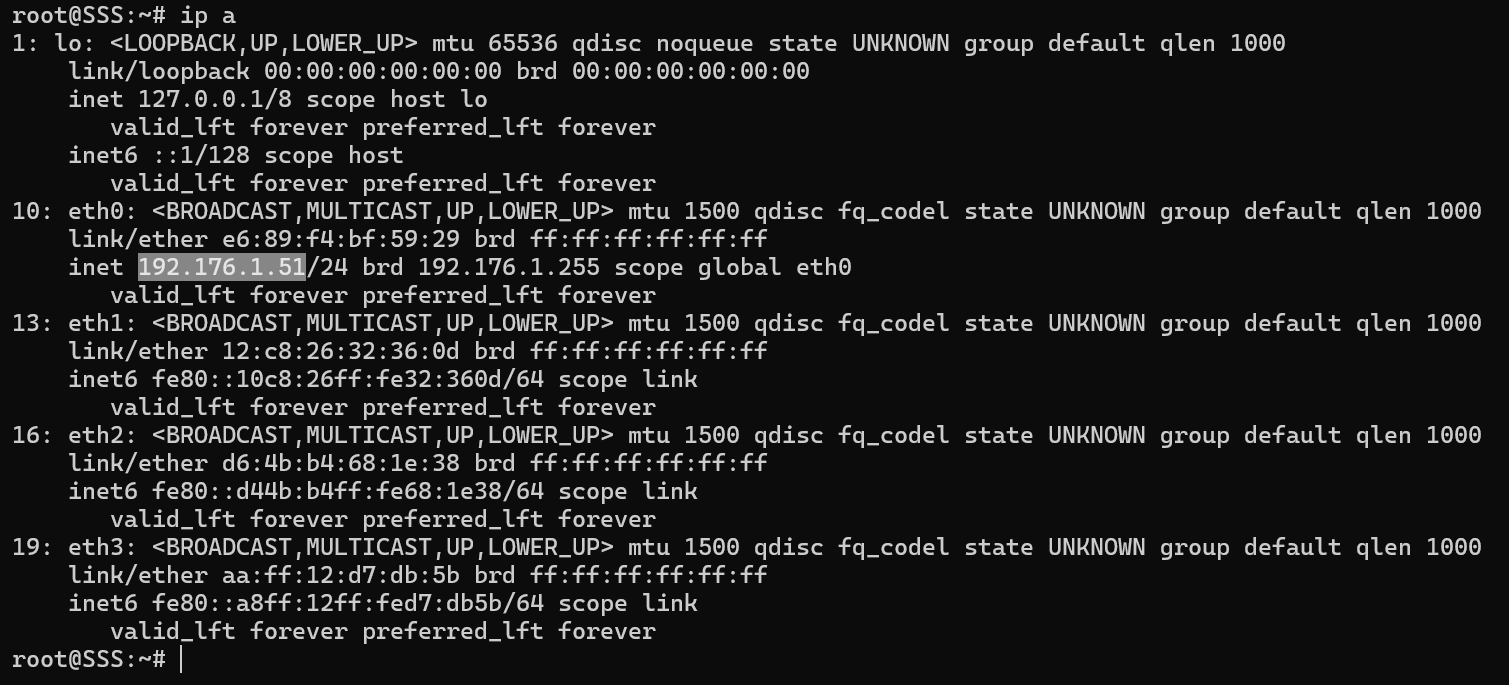 root@SSS:~# ip a
1: lo: <LOOPBACK,UP,LOWER_UP> mtu 65536 qdisc noqueue state UNKNOWN group default qlen 1000
    link/loopback 00:00:00:00:00:00 brd 00:00:00:00:00:00
    inet 127.0.0.1/8 scope host lo
       valid_lft forever preferred_lft forever
    inet6 ::1/128 scope host
       valid_lft forever preferred_lft forever
10: eth0: <BROADCAST,MULTICAST,UP,LOWER_UP> mtu 1500 qdisc fq_codel state UNKNOWN group default qlen 1000
    link/ether e6:89:f4:bf:59:29 brd ff:ff:ff:ff:ff:ff
    inet 192.176.1.51/24 brd 192.176.1.255 scope global eth0
       valid_lft forever preferred_lft forever
13: eth1: <BROADCAST,MULTICAST,UP,LOWER_UP> mtu 1500 qdisc fq_codel state UNKNOWN group default qlen 1000
    link/ether 12:c8:26:32:36:0d brd ff:ff:ff:ff:ff:ff
    inet6 fe80::10c8:26ff:fe32:360d/64 scope link
       valid_lft forever preferred_lft forever
16: eth2: <BROADCAST,MULTICAST,UP,LOWER_UP> mtu 1500 qdisc fq_codel state UNKNOWN group default qlen 1000
    link/ether d6:4b:b4:68:1e:38 brd ff:ff:ff:ff:ff:ff
    inet6 fe80::d44b:b4ff:fe68:1e38/64 scope link
       valid_lft forever preferred_lft forever
19: eth3: <BROADCAST,MULTICAST,UP,LOWER_UP> mtu 1500 qdisc fq_codel state UNKNOWN group default qlen 1000
    link/ether aa:ff:12:d7:db:5b brd ff:ff:ff:ff:ff:ff
    inet6 fe80::a8ff:12ff:fed7:db5b/64 scope link
       valid_lft forever preferred_lft forever
root@SSS:~#